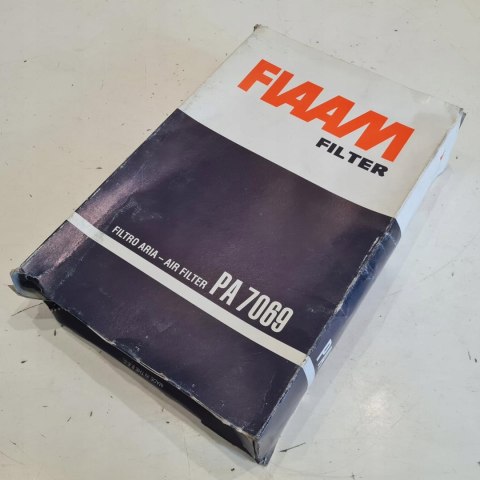 FIAAM
FILTER
FILTRO ARIA – AIR FILTER PA 7069